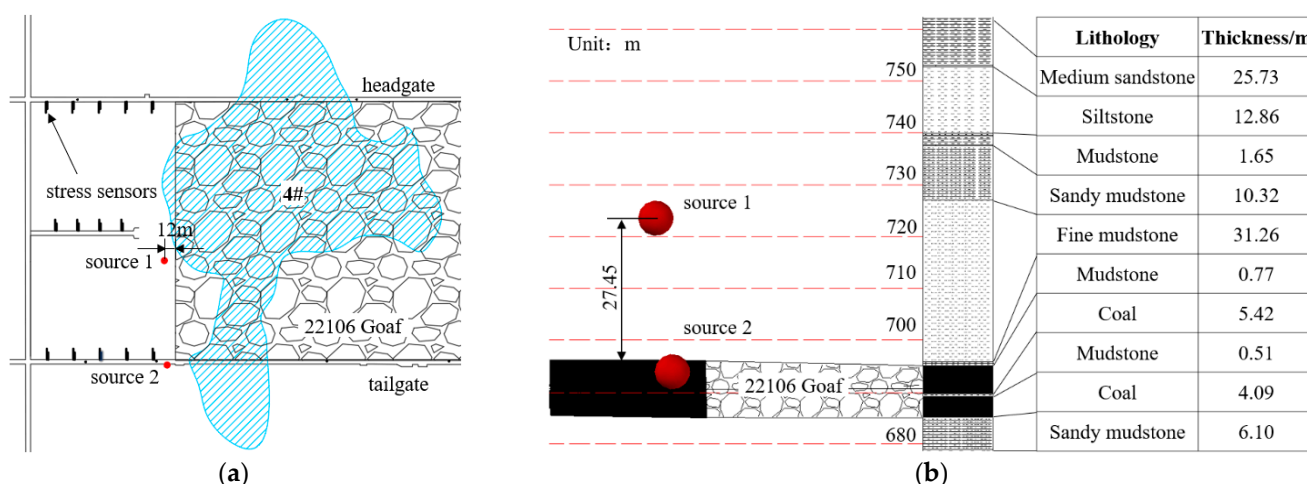 headgate
stress sensors
4#
12m
source 1
22106 Goaf
source 2
tailgate
(a)
Unit: m
750
740
730
720
710
700
680
source 1
27.45
source 2
22106 Goaf
Lithology Thickness/m
Medium sandstone 25.73
Siltstone 12.86
Mudstone 1.65
Sandy mudstone 10.32
Fine mudstone 31.26
Mudstone 0.77
Coal 5.42
Mudstone 0.51
Coal 4.09
Sandy mudstone 6.10
(b)